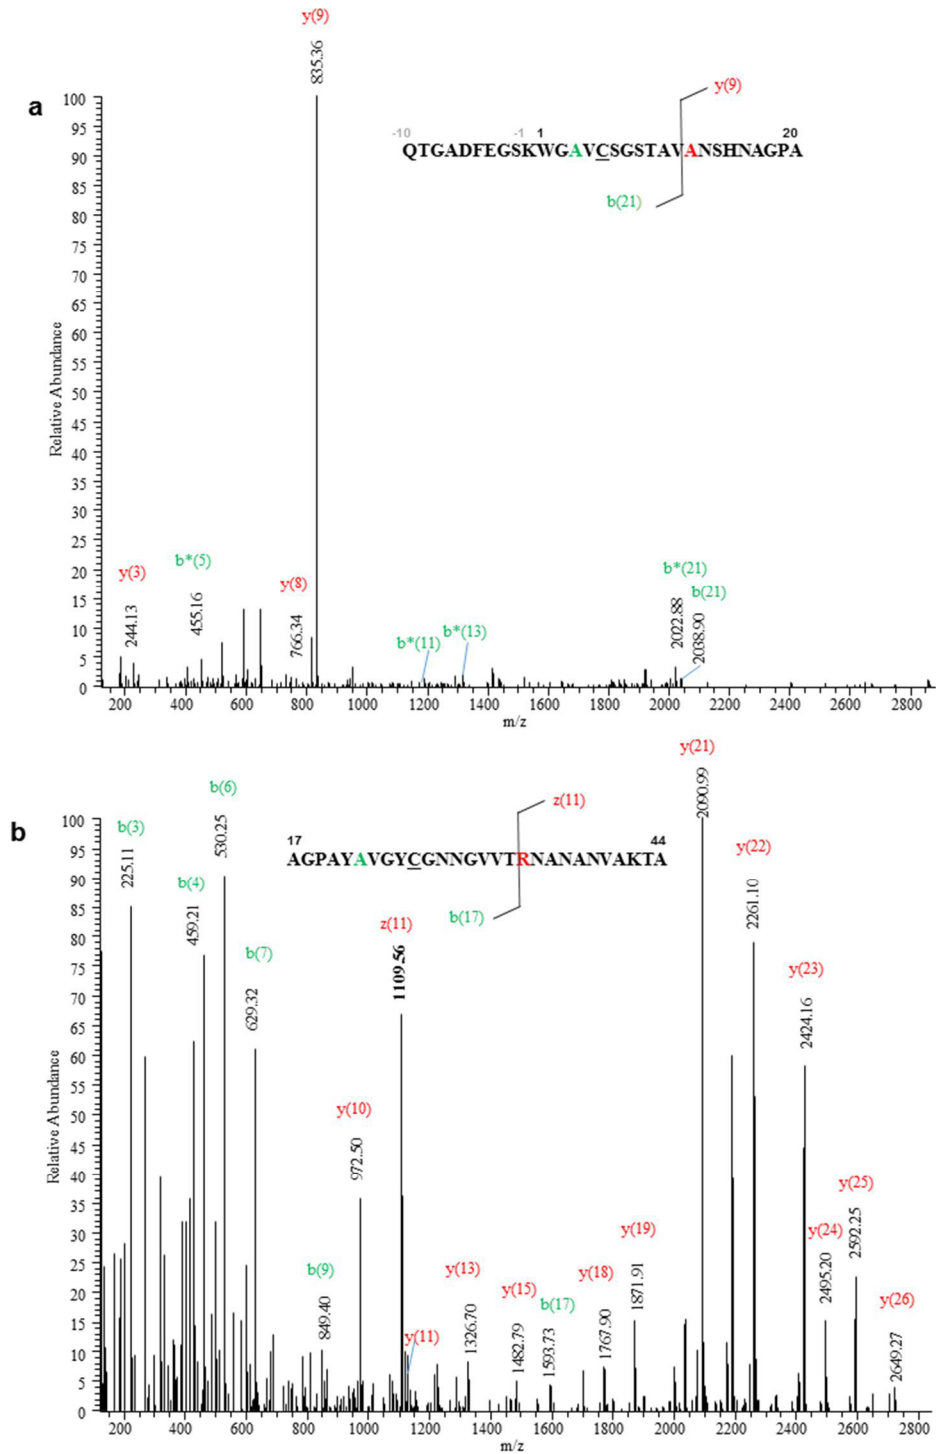 y(9)
835.36
a
y(9)
-10 -1 1 20
QTGADFEGSKWGAVCSGSTAVANSHNAGPA
b(21)
Relative Abundance
100
95
90
85
80
75
70
65
60
55
50
45
40
35
30
25
20
15
10
5
0
y(3)
244.13
b*(5)
455.16
y(8)
766.34
b*(11)
b*(13)
b*(21)
b(21)
2022.88
2038.90
200 400 600 800 1000 1200 1400 1600 1800 2000 2200 2400 2600 2800
m/z
b
y(21)
2090.99
z(11)
17 44
AGPAYAVGYCGNNGVVTRNANANVAKTA
b(17)
b(3)
225.11
b(4)
459.21
b(6)
530.25
b(7)
629.32
z(11)
1109.56
y(22)
2261.10
y(23)
2424.16
y(10)
972.50
b(9)
849.40
y(11)
y(13)
1326.70
y(15)
1482.79
b(17)
1593.73
y(18)
1767.90
y(19)
1871.91
y(24)
2495.20
y(25)
2592.25
y(26)
2649.27
Relative Abundance
100
95
90
85
80
75
70
65
60
55
50
45
40
35
30
25
20
15
10
5
0
200 400 600 800 1000 1200 1400 1600 1800 2000 2200 2400 2600 2800
m/z